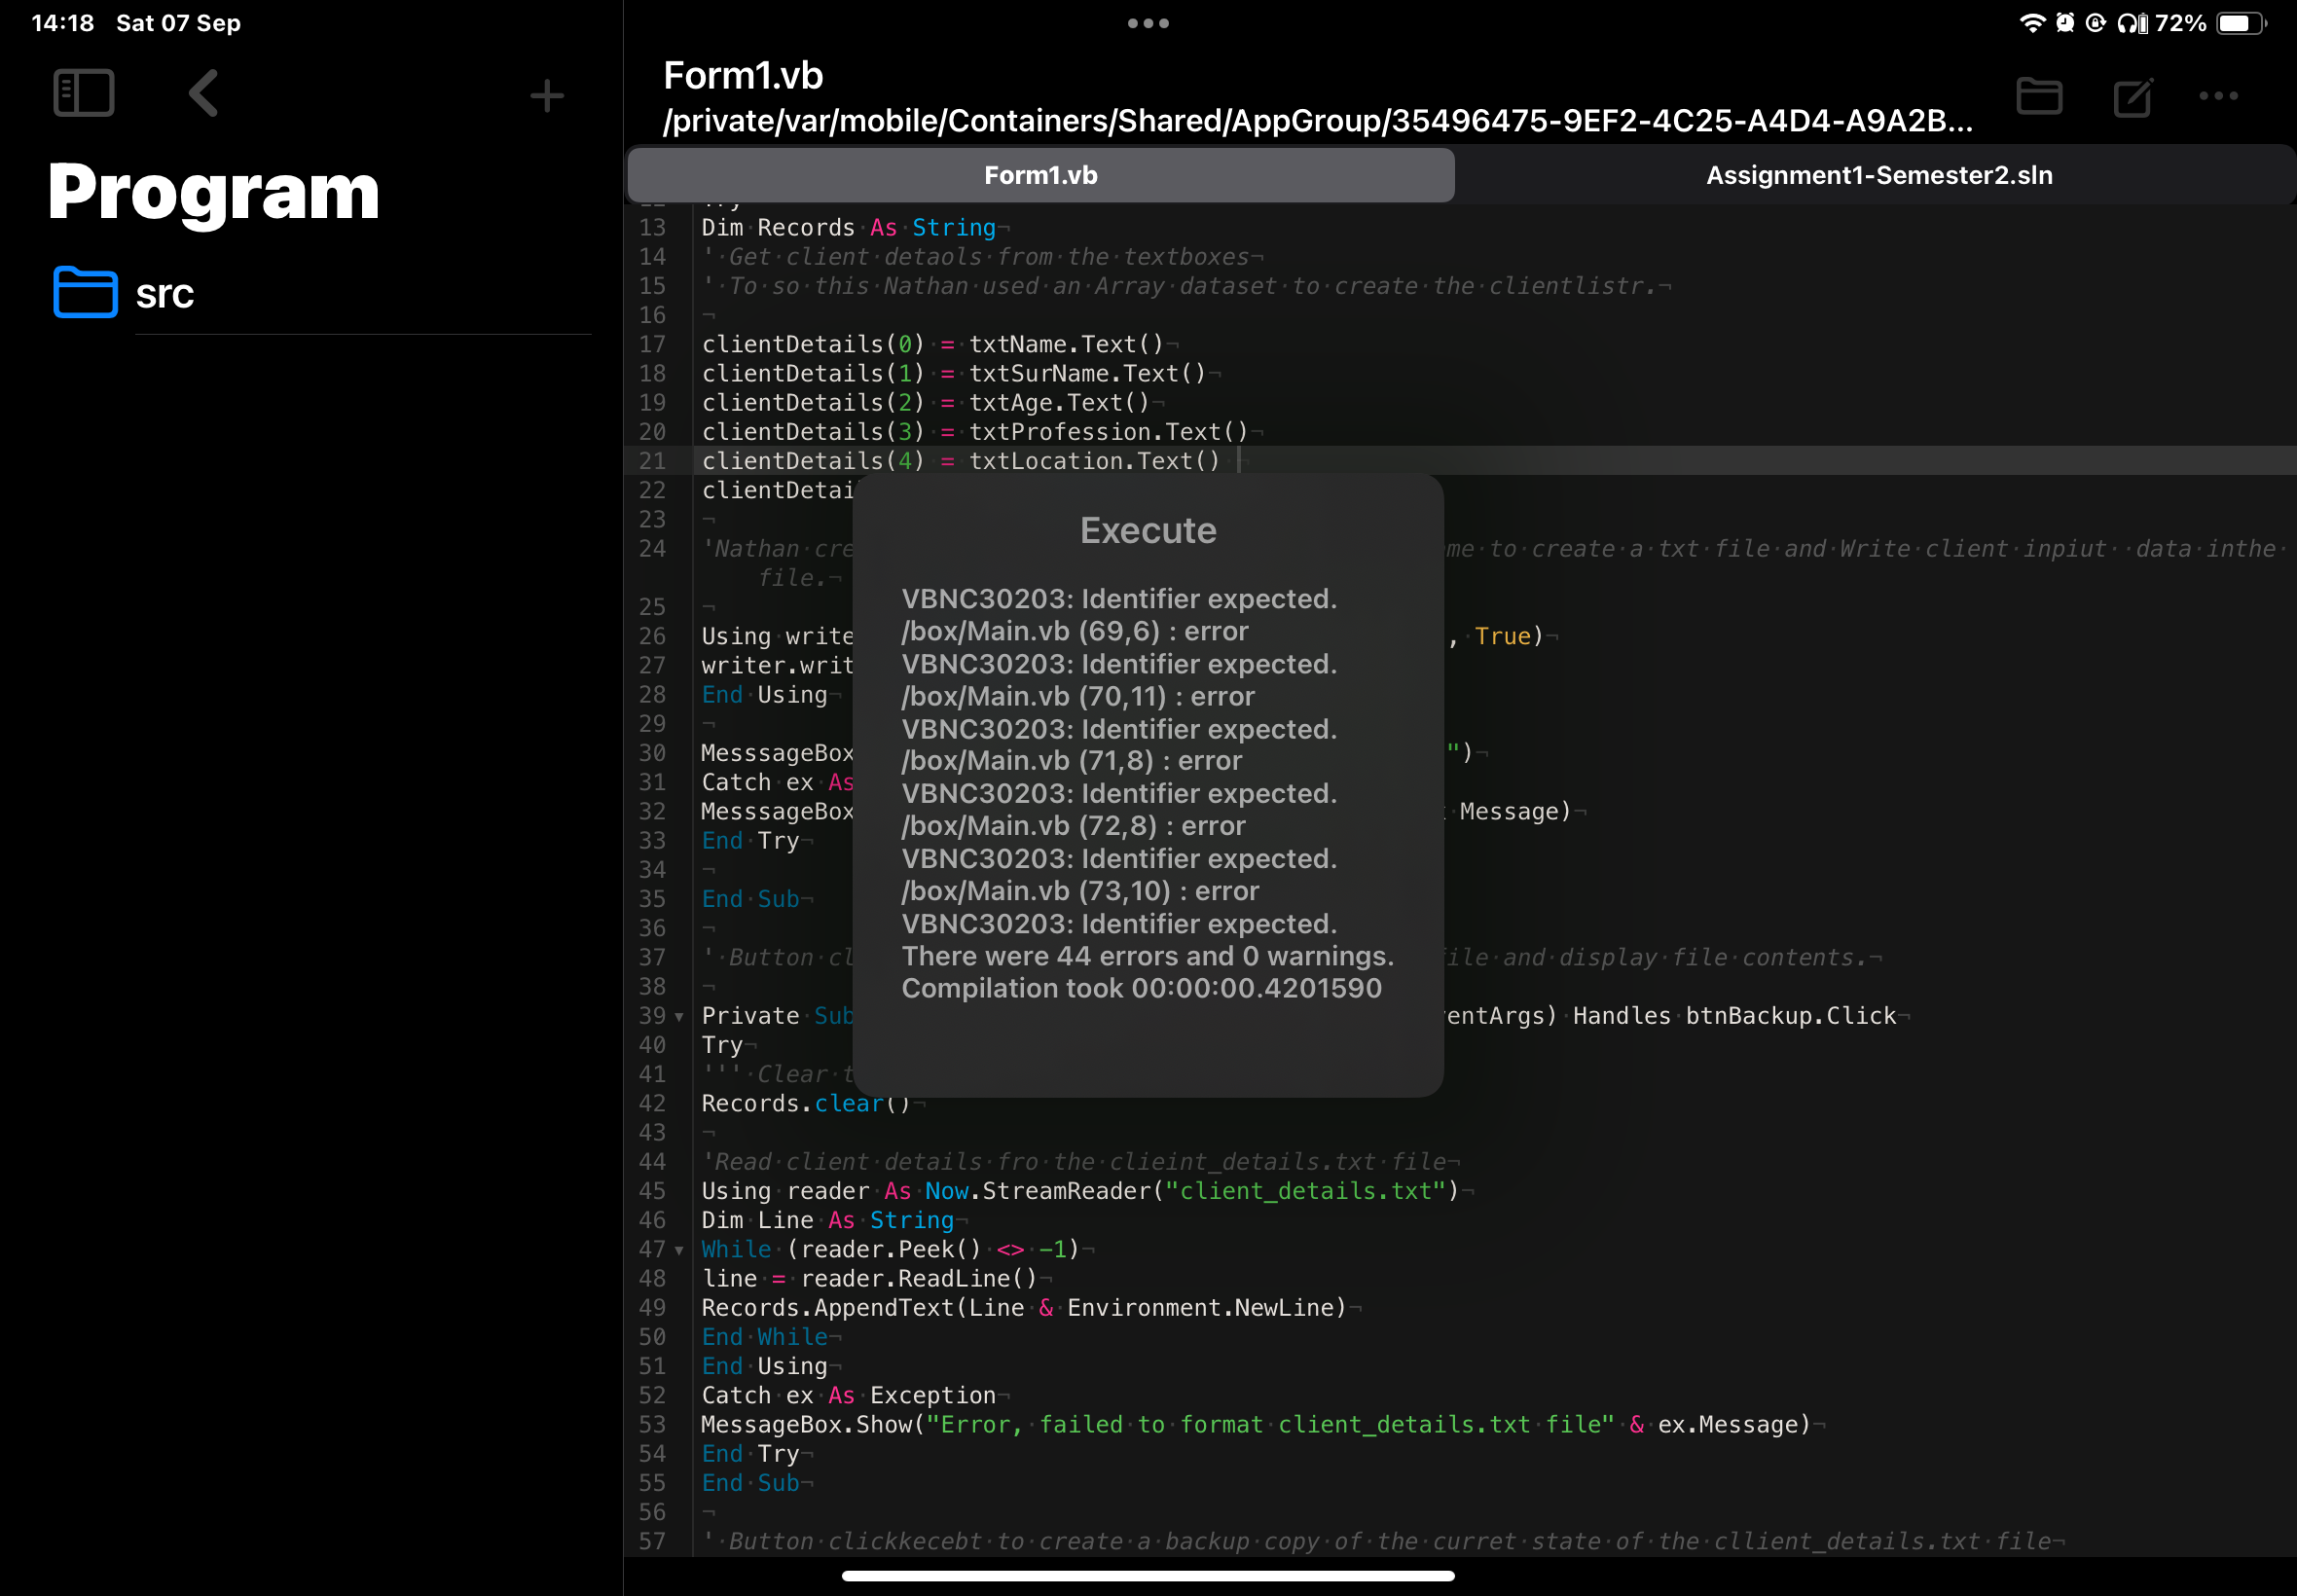 14:18 Sat 07 Sep
72%
Program
src
Form1.vb
/private/var/mobile/Containers/Shared/AppGroup/35496475-9EF2-4C25-A4D4-A9A2B...
Form1.vb
Assignment1-Semester2.sln
13 Dim Records As String
14 ' Get client detaols from the textboxes
15 ' To so this Nathan used an Array dataset to create the clientlistr.
16
17 clientDetails(0) = txtName.Text()
18 clientDetails(1) = txtSurName.Text()
19 clientDetails(2) = txtAge.Text()
20 clientDetails(3) = txtProfession.Text()
21 clientDetails(4) = txtLocation.Text()
22 clientDetai
23
24 'Nathan cre me to create a txt file and Write client inpiut  data inthe
file.
25
26 Using write , True)
27 writer.writ
28 End Using
29
30 MesssageBox ")
31 Catch ex As
32 MesssageBox Message)
33 End Try
34
35 End Sub
36
37 ' Button cl ile and display file contents.
38
39 Private Sub entArgs) Handles btnBackup.Click
40 Try
41 ''' Clear t
42 Records.clear()
43
44 'Read client details fro the clieint_details.txt file
45 Using reader As Now.StreamReader("client_details.txt")
46 Dim Line As String
47 While (reader.Peek() <> -1)
48 line = reader.ReadLine()
49 Records.AppendText(Line & Environment.NewLine)
50 End While
51 End Using
52 Catch ex As Exception
53 MessageBox.Show("Error, failed to format client_details.txt file" & ex.Message)
54 End Try
55 End Sub
56
57 ' Button clickkecebt to create a backup copy of the curret state of the cllient_details.txt file
Execute
VBNC30203: Identifier expected.
/box/Main.vb (69,6) : error
VBNC30203: Identifier expected.
/box/Main.vb (70,11) : error
VBNC30203: Identifier expected.
/box/Main.vb (71,8) : error
VBNC30203: Identifier expected.
/box/Main.vb (72,8) : error
VBNC30203: Identifier expected.
/box/Main.vb (73,10) : error
VBNC30203: Identifier expected.
There were 44 errors and 0 warnings.
Compilation took 00:00:00.4201590